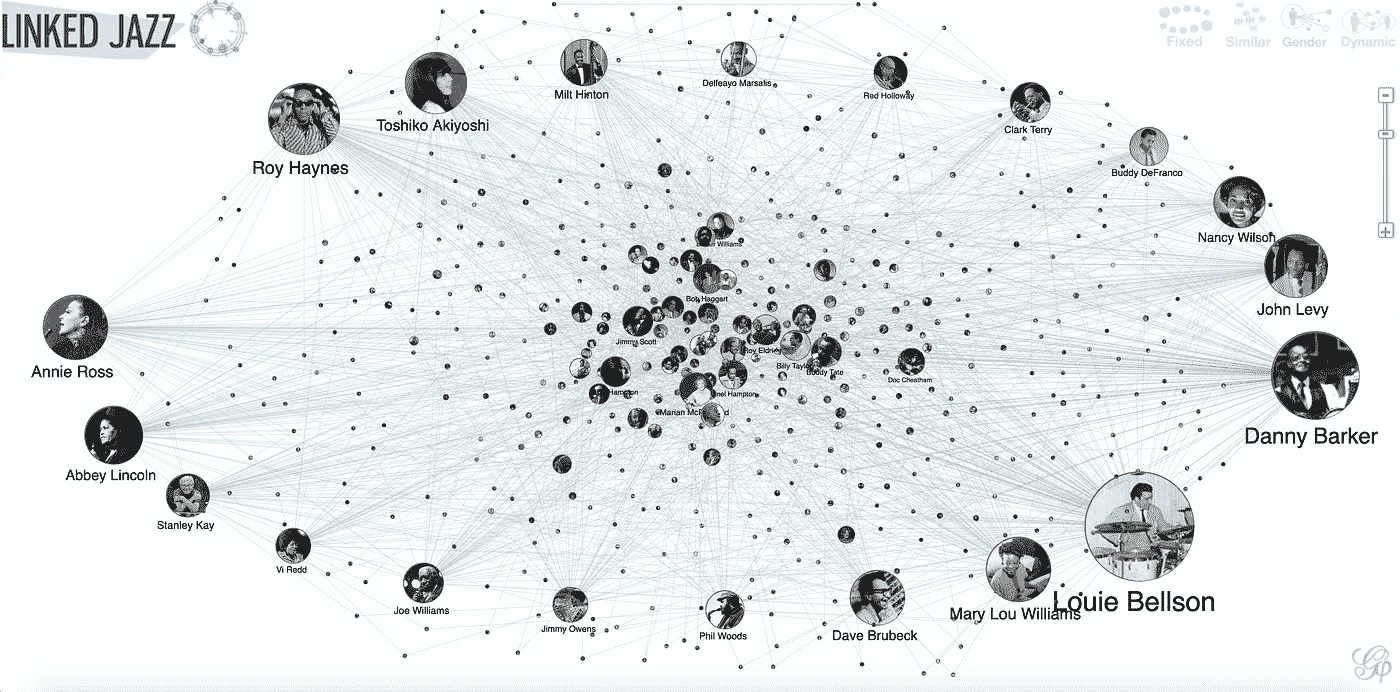 LINKED JAZZ
Fixed
Similar
Gender
Dynamic
Delfeayo Marsalis
Milt Hinton
Red Holloway
Toshiko Akiyoshi
Clark Terry
Roy Haynes
Buddy DeFranco
Nancy Wilson
Williams
Bob Haggart
John Levy
Jimmy Scott
Roy Eldridge
Billy Taylor
Buddy Tate
Annie Ross
Doc Cheatham
Hampton
nel Hampton
Marian McP
d
Danny Barker
Abbey Lincoln
Stanley Kay
Vi Redd
Louie Bellson
Joe Williams
Mary Lou Williams
Jimmy Owens
Phil Woods
Dave Brubeck